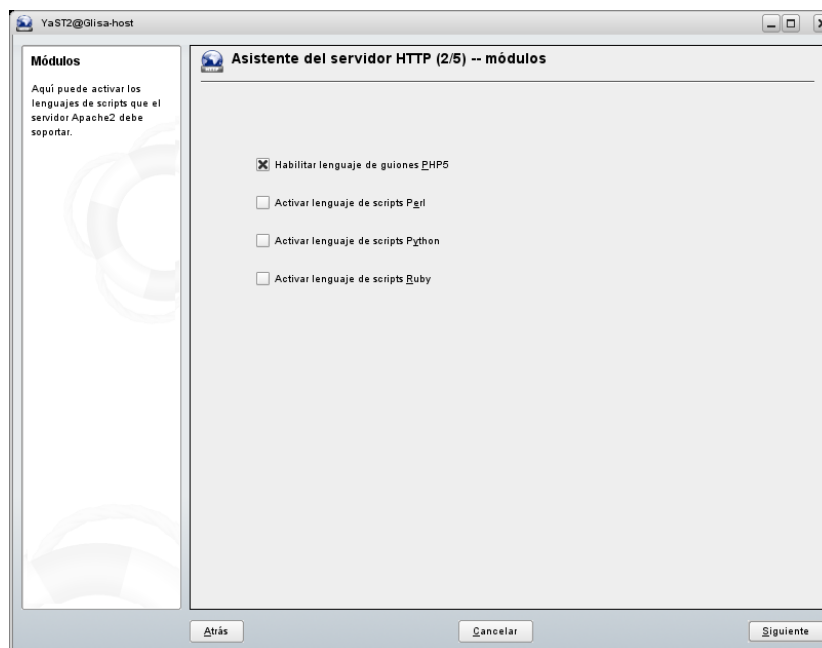 YaST2@Glisa-host
Módulos
Aquí puede activar los
lenguajes de scripts que el
servidor Apache2 debe
soportar.
Asistente del servidor HTTP (2/5) -- módulos
Habilitar lenguaje de guiones PHP5
Activar lenguaje de scripts Perl
Activar lenguaje de scripts Python
Activar lenguaje de scripts Ruby
Atrás
Cancelar
Siguiente